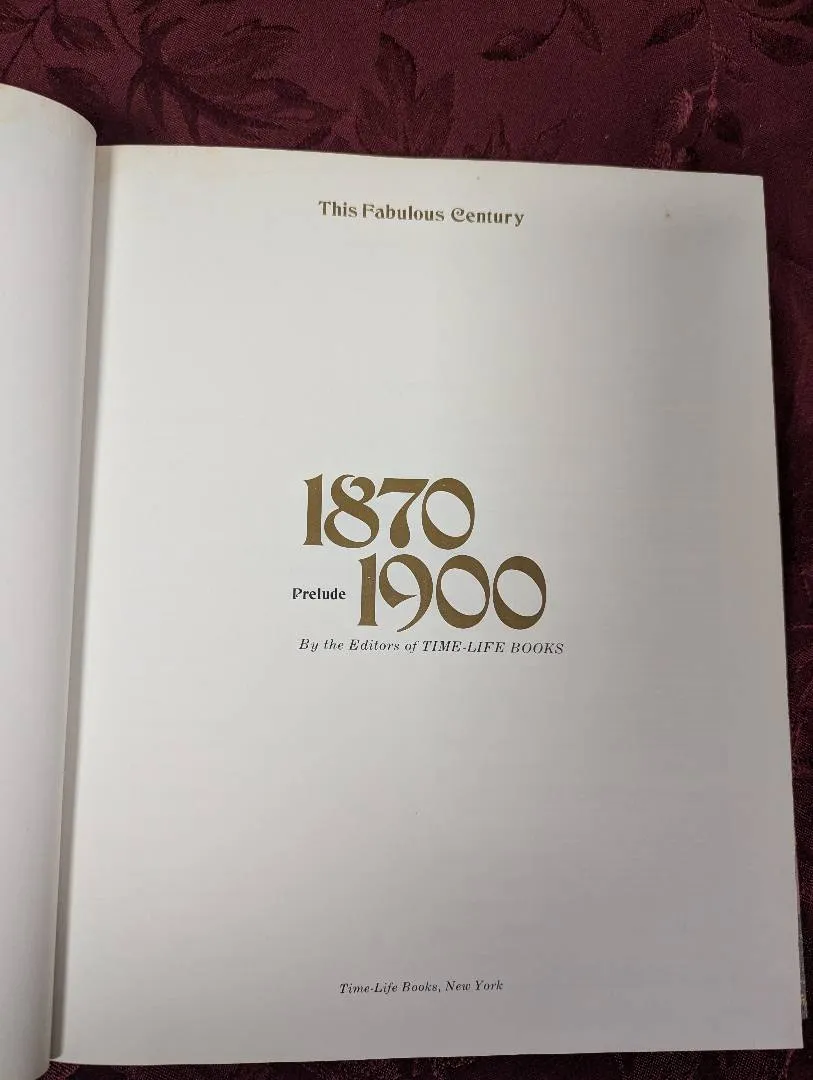 This Fabulous Century
1870
Prelude 1900
By the Editors of TIME-LIFE BOOKS
Time-Life Books, New York